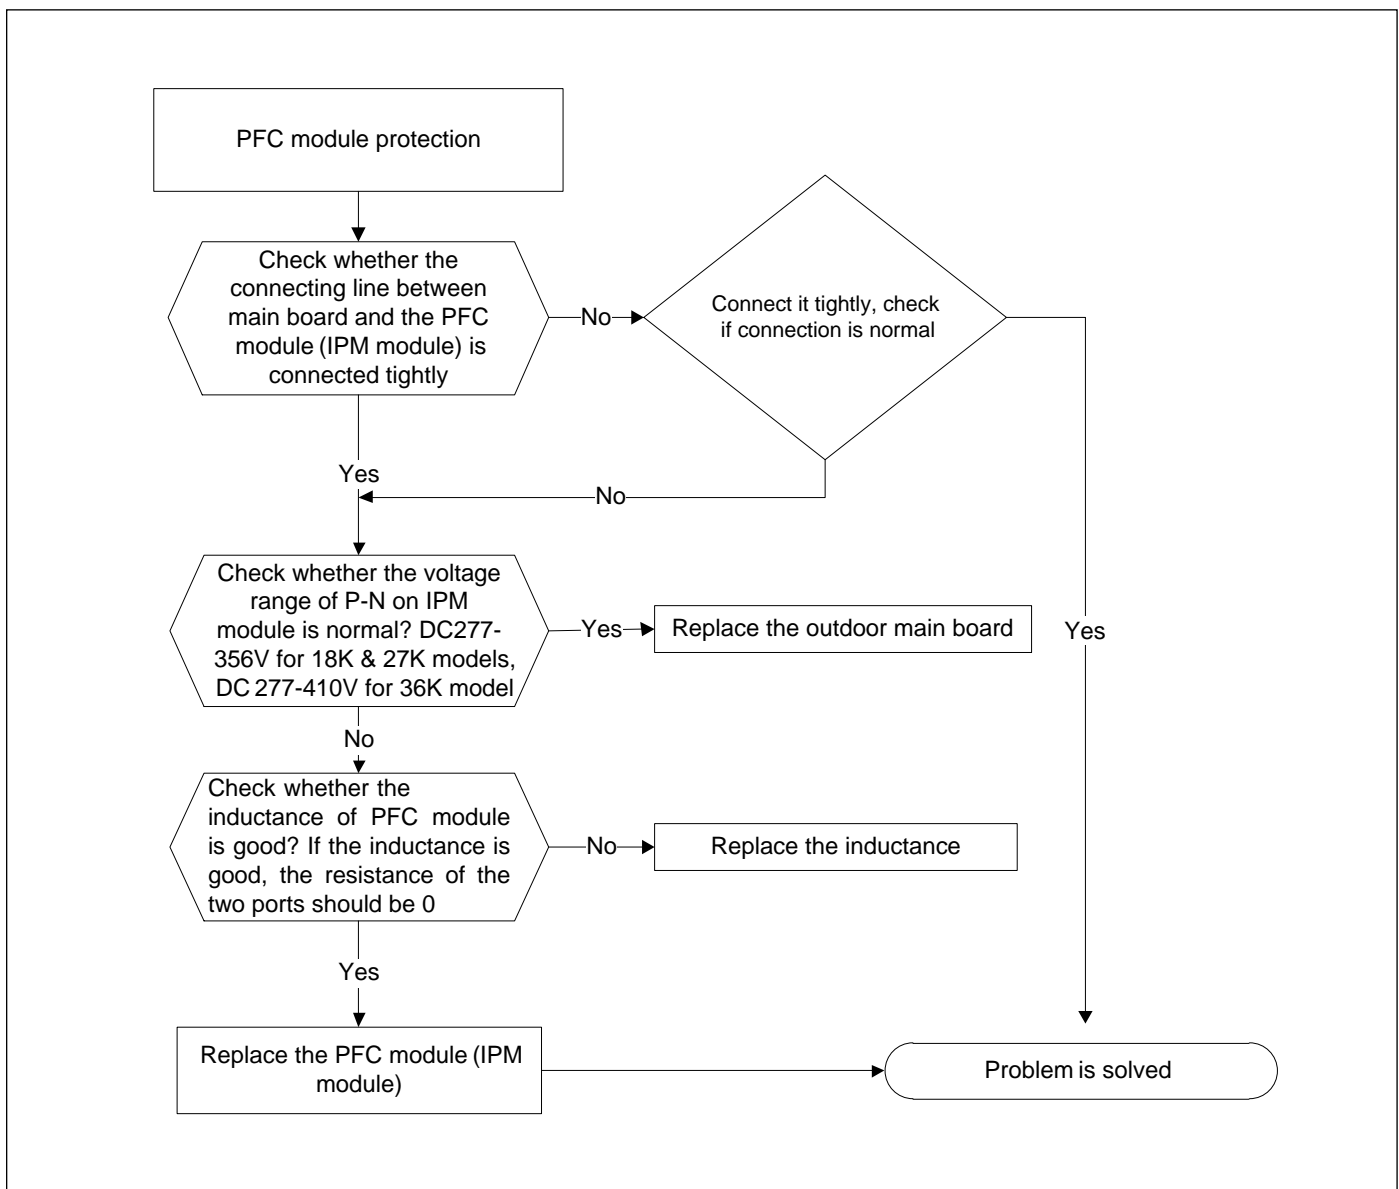 PFC module protection
Check whether the
connecting line between
main board and the PFC
module (IPM module) is
connected tightly
No
Connect it tightly, check
if connection is normal
Yes
No
Check whether the voltage
range of P-N on IPM
module is normal? DC277-
356V for 18K & 27K models,
DC 277-410V for 36K model
Yes
Replace the outdoor main board
Yes
No
Check whether the
inductance of PFC module
is good? If the inductance is
good, the resistance of the
two ports should be 0
No
Replace the inductance
Yes
Replace the PFC module (IPM
module)
Problem is solved